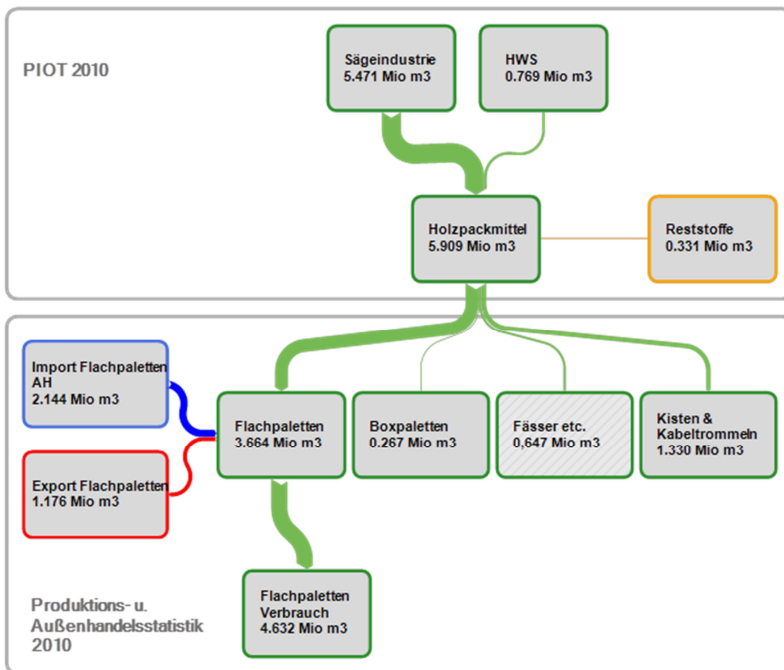 PIOT 2010
Sägeindustrie
5.471 Mio m3
HWS
0.769 Mio m3
Holzpackmittel
5.909 Mio m3
Reststoffe
0.331 Mio m3
Import Flachpaletten
AH
2.144 Mio m3
Export Flachpaletten
1.176 Mio m3
Flachpaletten
3.664 Mio m3
Boxpaletten
0.267 Mio m3
Fässer etc.
0,647 Mio m3
Kisten &
Kabeltrommeln
1.330 Mio m3
Flachpaletten
Verbrauch
4.632 Mio m3
Produktions- u.
Außenhandelsstatistik
2010